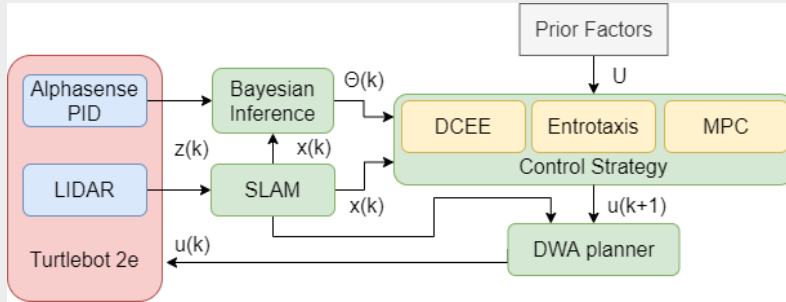 Prior Factors
Alphasense
PID
Bayesian
Inference
Θ(k)
U
DCEE
Entrotaxis
MPC
Control Strategy
z(k)
x(k)
LIDAR
SLAM
x(k)
u(k+1)
u(k)
Turtlebot 2e
DWA planner